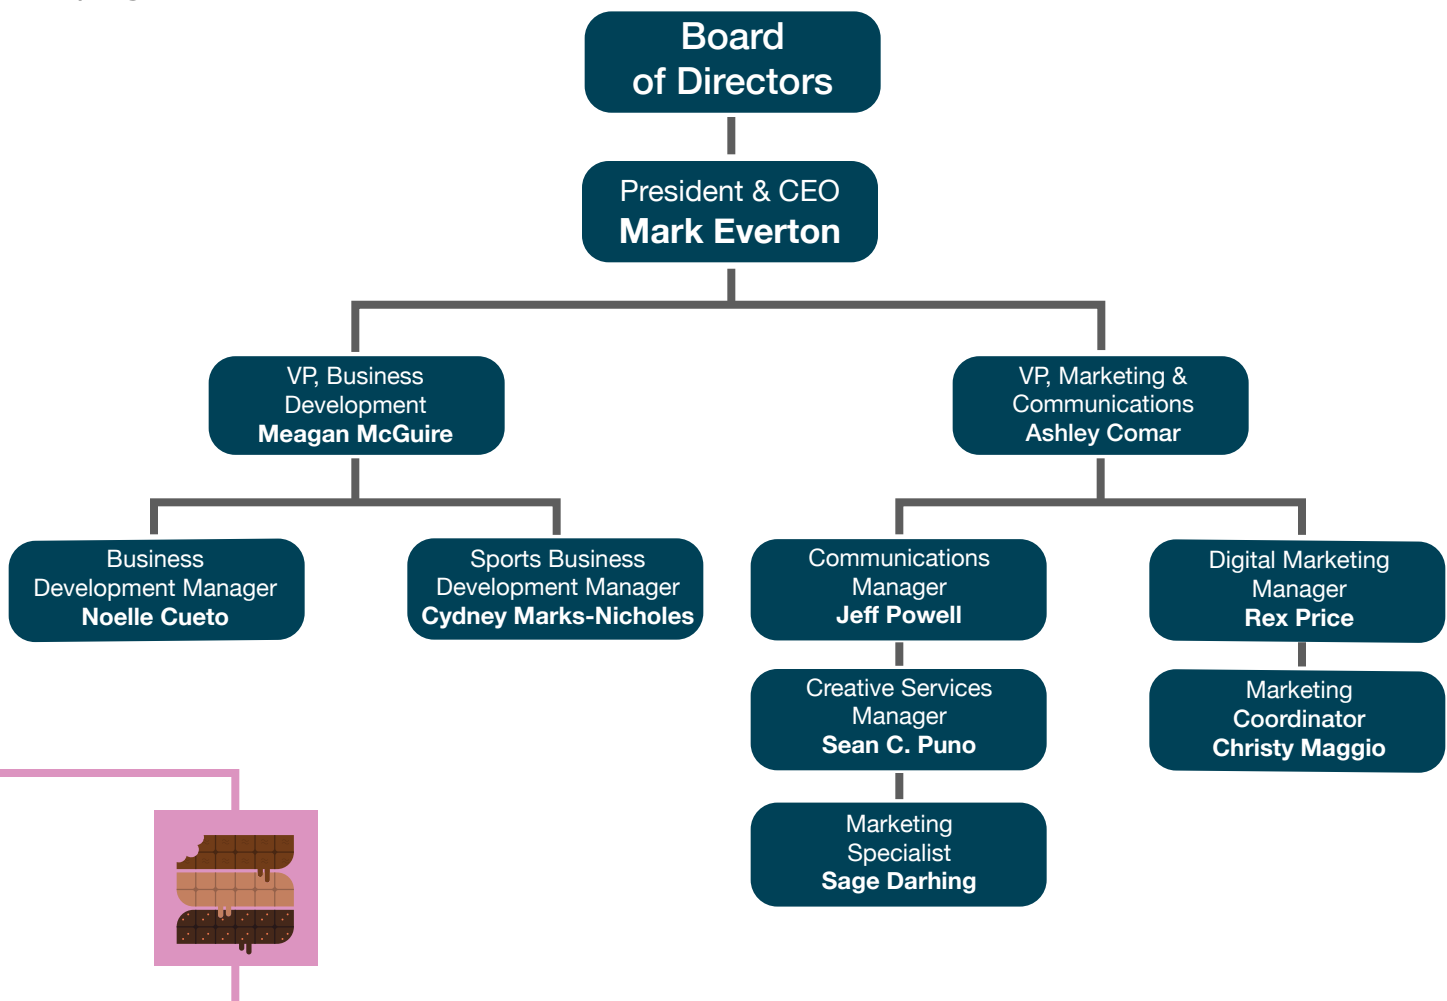 Board
of Directors
President & CEO
Mark Everton
VP, Business
Development
Meagan McGuire
VP, Marketing &
Communications
Ashley Comar
Business
Development Manager
Noelle Cueto
Sports Business
Development Manager
Cydney Marks-Nicholes
Communications
Manager
Jeff Powell
Digital Marketing
Manager
Rex Price
Creative Services
Manager
Sean C. Puno
Marketing
Coordinator
Christy Maggio
Marketing
Specialist
Sage Darhing